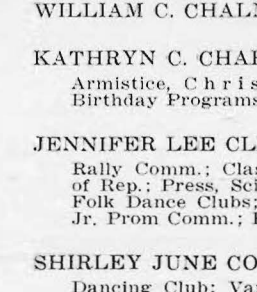 WILLIAM C. CHAL
KATHRYN C. CHA
Armistice, Chris
Birthday Programs
JENNIFER LEE CL
Rally Comm.; Clas
of Rep.; Press, Sci
Folk Dance Clubs;
Jr. Prom Comm.;
SHIRLEY JUNE CO
Dancing Club; Va